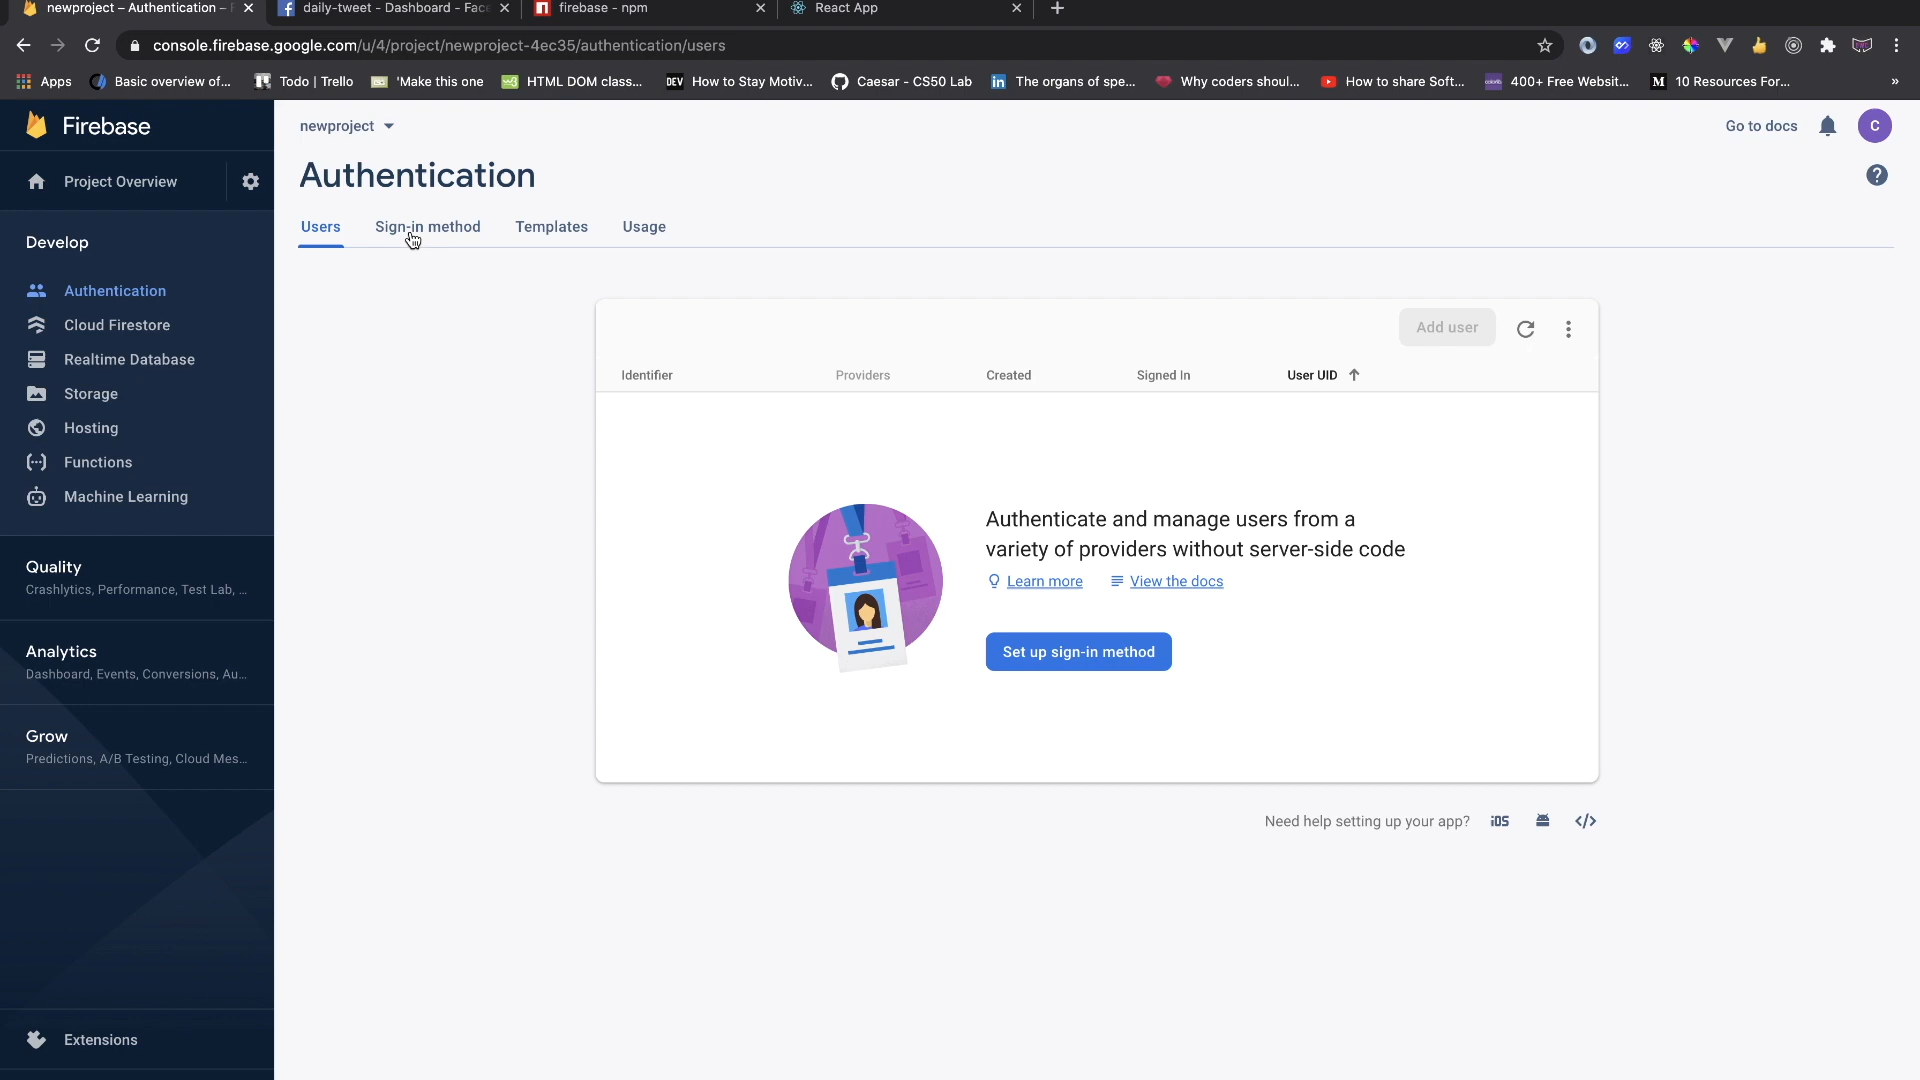 newproject – Authentication –
daily-tweet - Dashboard - Face
firebase - npm
React App
console.firebase.google.com/u/4/project/newproject-4ec35/authentication/users
Apps
Basic overview of...
Todo | Trello
'Make this one
HTML DOM class...
DEV How to Stay Motiv...
Caesar - CS50 Lab
The organs of spe...
Why coders shoul...
How to share Soft...
400+ Free Websit...
10 Resources For...
»
Firebase
newproject
Go to docs
C
Project Overview
Authentication
?
Develop
Users
Sign-in method
Templates
Usage
Authentication
Cloud Firestore
Realtime Database
Storage
Hosting
Functions
Machine Learning
Add user
Identifier
Providers
Created
Signed In
User UID
Authenticate and manage users from a
variety of providers without server-side code
Learn more
View the docs
Set up sign-in method
Quality
Crashlytics, Performance, Test Lab, ...
Analytics
Dashboard, Events, Conversions, Au...
Grow
Predictions, A/B Testing, Cloud Mes...
Need help setting up your app?
iOS
</>
Extensions